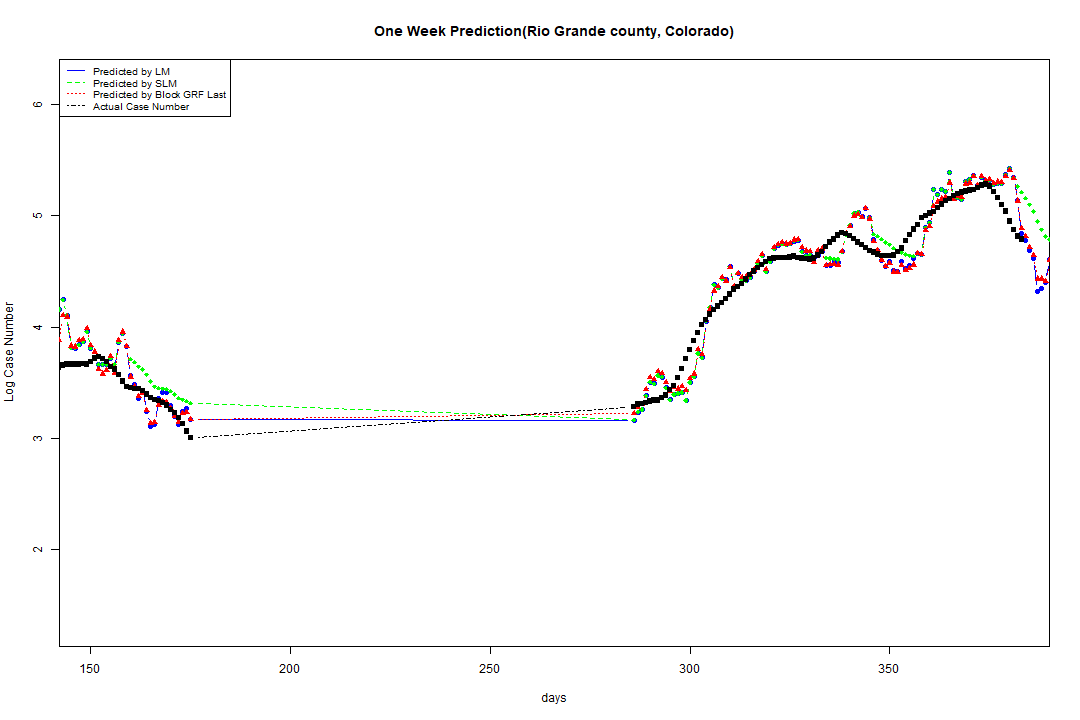 One Week Prediction(Rio Grande county, Colorado)
Predicted by LM
Predicted by SLM
Predicted by Block GRF Last
Actual Case Number
6
5
4
3
2
Log Case Number
150 200 250 300 350
days